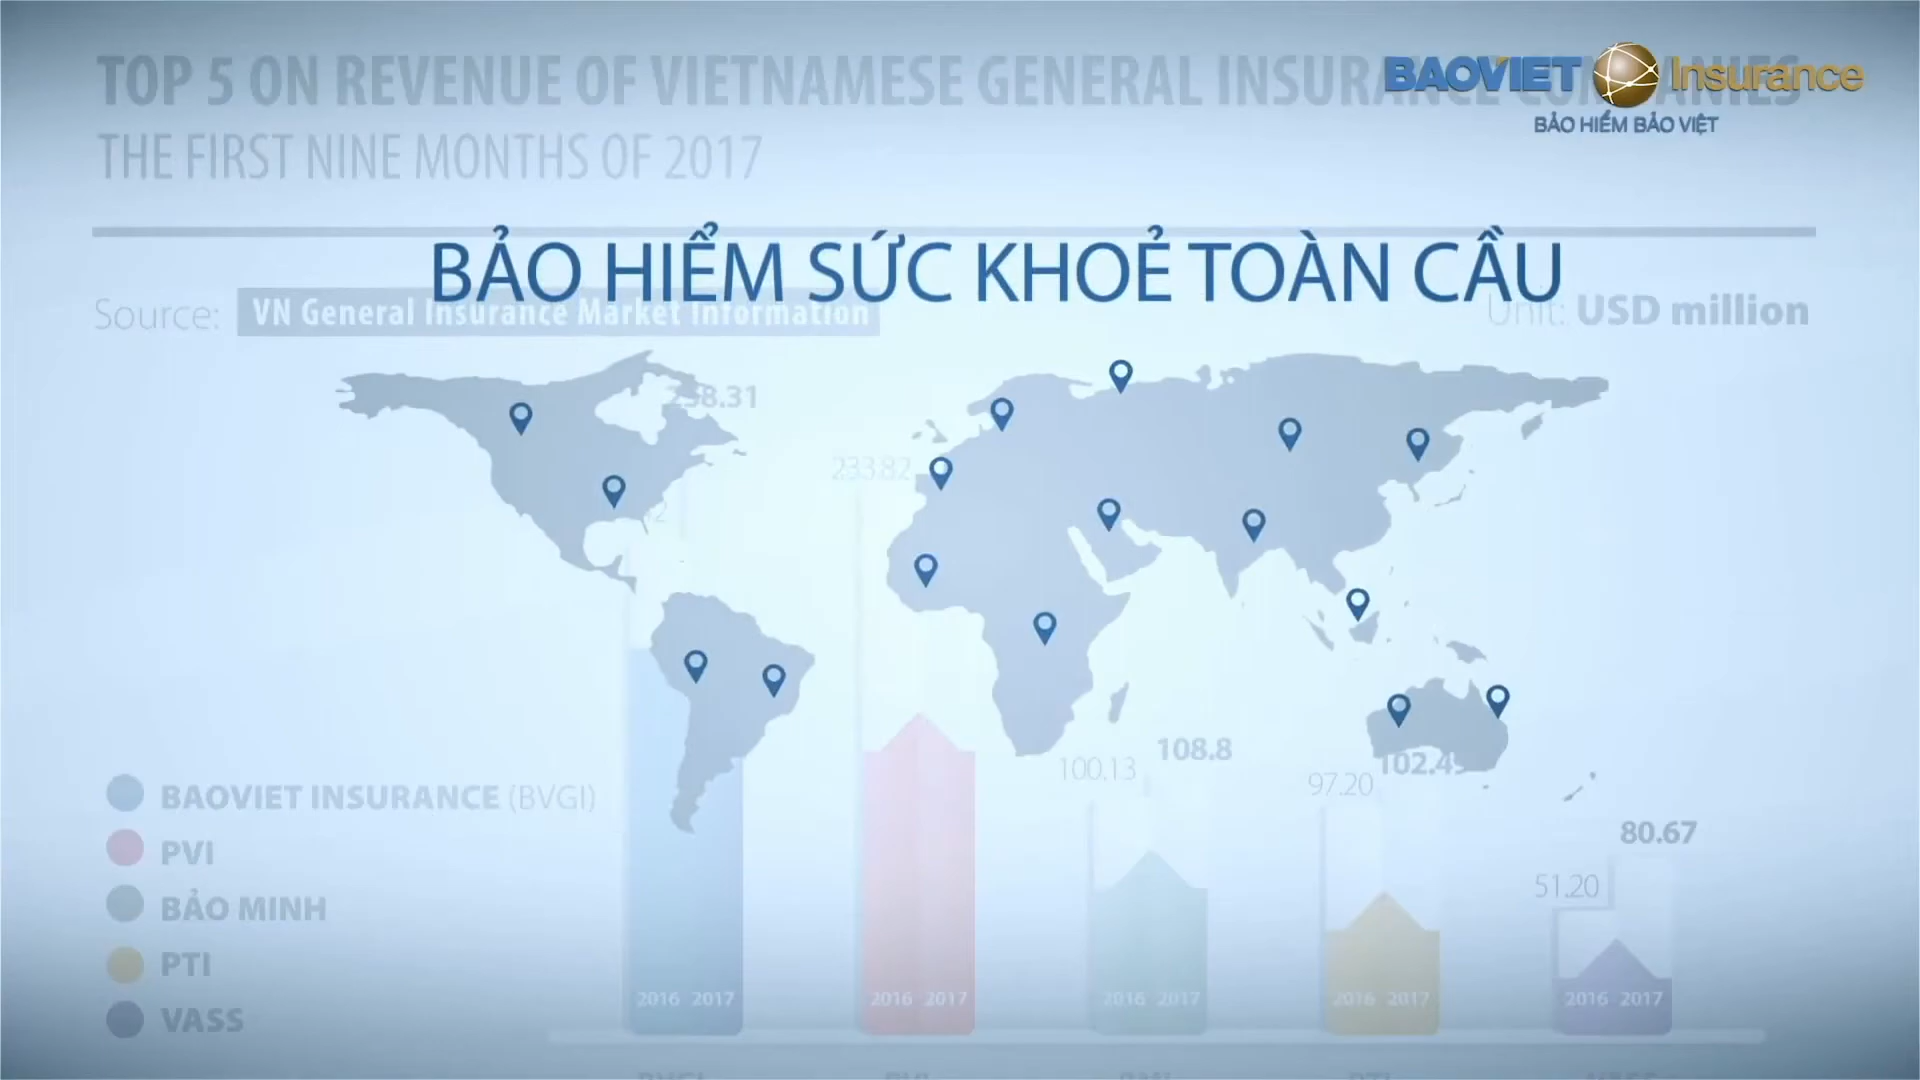 TOP 5 ON REVENUE OF VIETNAMESE GENERAL INSURANCE COMPANIES
BAOVIET Insurance
BẢO HIỂM BẢO VIỆT
THE FIRST NINE MONTHS OF 2017
BẢO HIỂM SỨC KHOẺ TOÀN CẦU
Source: VN General Insurance Market Information
Unit: USD million
233.82
100.13
108.8
97.20
51.20
80.67
BAOVIET INSURANCE (BVGI)
PVI
BẢO MINH
PTI
VASS
2016 2017
2016 2017
2016 2017
2016 2017
2016 2017